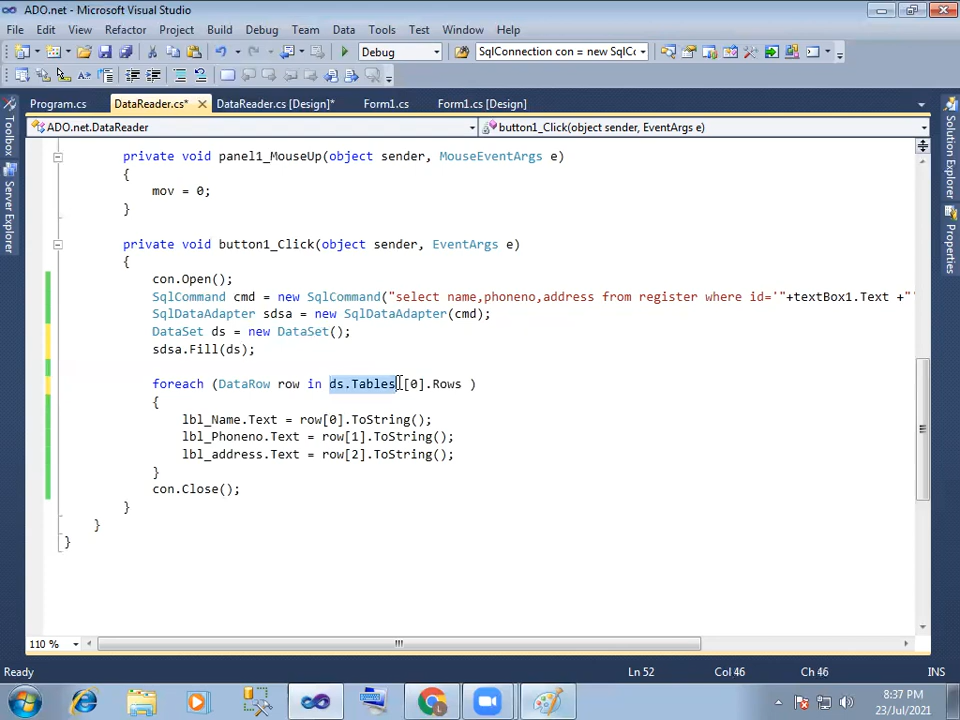 ADO.net - Microsoft Visual Studio
File Edit View Refactor Project Build Debug Team Data Tools Test Window Help
Debug SqlConnection con = new SqlCo
Program.cs DataReader.cs* DataReader.cs [Design]* Form1.cs Form1.cs [Design]
ADO.net.DataReader button1_Click(object sender, EventArgs e)
Toolbox
Server Explorer
Solution Explorer
Properties
private void panel1_MouseUp(object sender, MouseEventArgs e)
{
mov = 0;
}
private void button1_Click(object sender, EventArgs e)
{
con.Open();
SqlCommand cmd = new SqlCommand("select name,phoneno,address from register where id='"+textBox1.Text +"'
SqlDataAdapter sdsa = new SqlDataAdapter(cmd);
DataSet ds = new DataSet();
sdsa.Fill(ds);
foreach (DataRow row in ds.Tables[0].Rows )
{
lbl_Name.Text = row[0].ToString();
lbl_Phoneno.Text = row[1].ToString();
lbl_address.Text = row[2].ToString();
}
con.Close();
}
}
}
110 %
Ready Ln 52 Col 46 Ch 46 INS
8:37 PM
23/Jul/2021